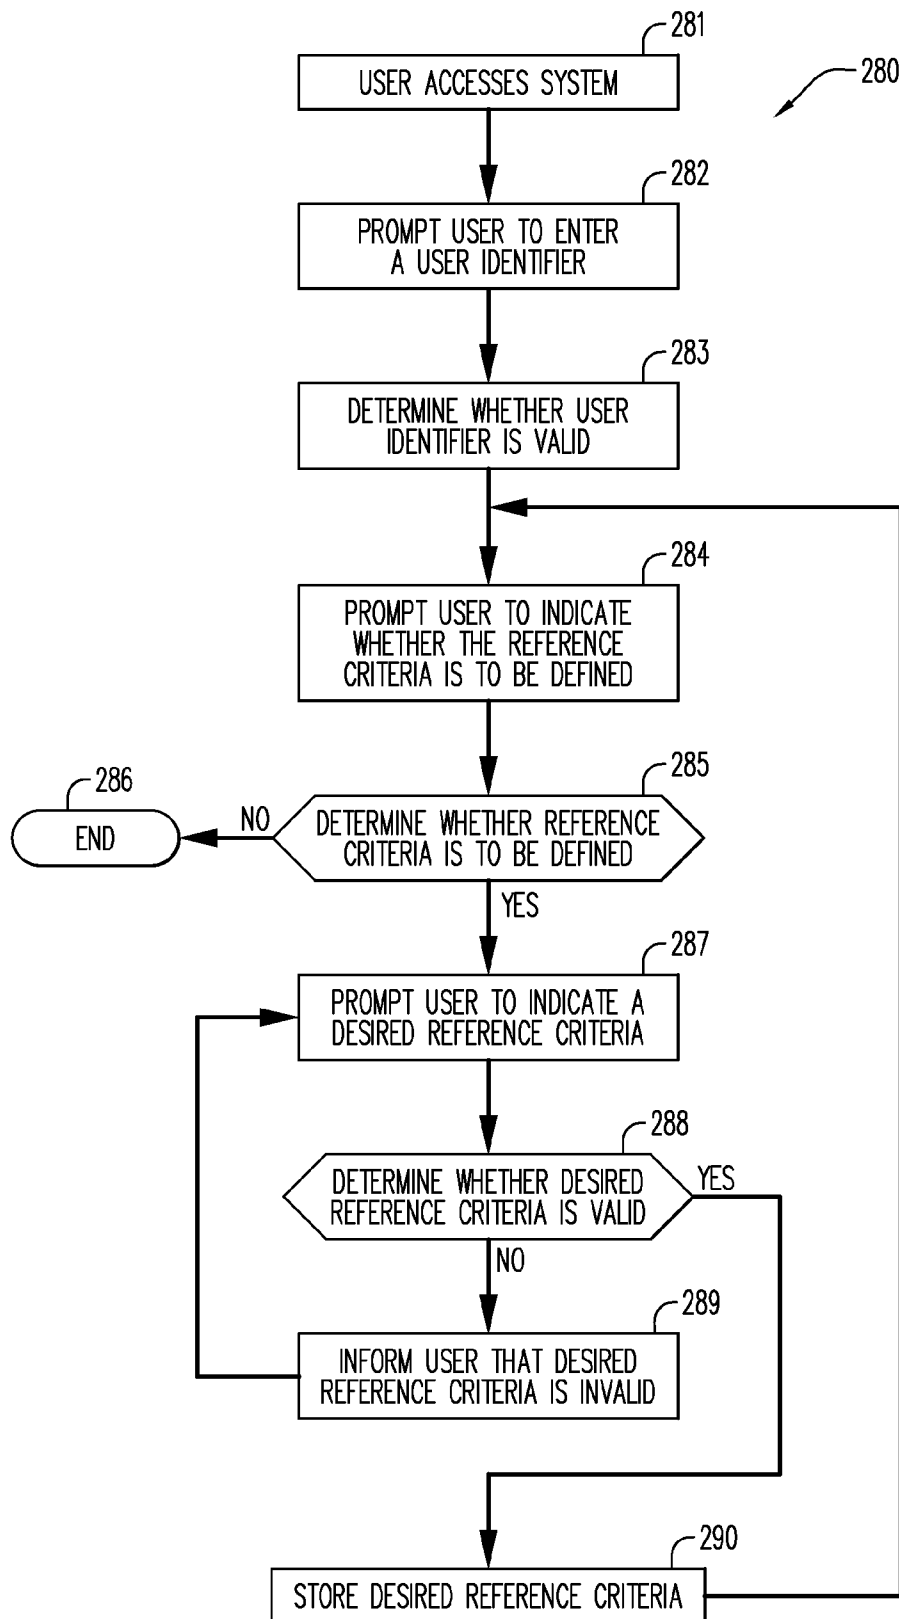 281
USER ACCESSES SYSTEM
280
282
PROMPT USER TO ENTER
A USER IDENTIFIER
283
DETERMINE WHETHER USER
IDENTIFIER IS VALID
284
PROMPT USER TO INDICATE
WHETHER THE REFERENCE
CRITERIA IS TO BE DEFINED
285
DETERMINE WHETHER REFERENCE
CRITERIA IS TO BE DEFINED
NO
286
END
YES
287
PROMPT USER TO INDICATE A
DESIRED REFERENCE CRITERIA
288
DETERMINE WHETHER DESIRED
REFERENCE CRITERIA IS VALID
YES
NO
289
INFORM USER THAT DESIRED
REFERENCE CRITERIA IS INVALID
290
STORE DESIRED REFERENCE CRITERIA